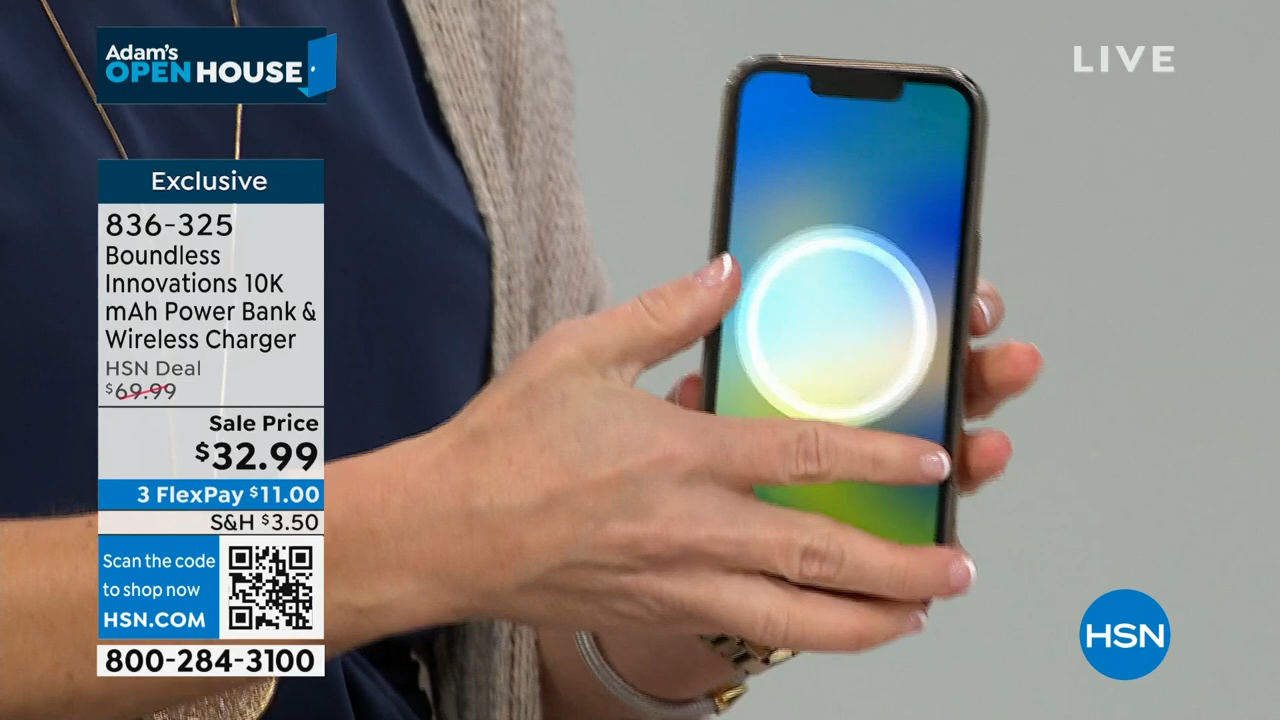 Adam's
OPEN HOUSE
LIVE
Exclusive
836-325
Boundless
Innovations 10K
mAh Power Bank &
Wireless Charger
HSN Deal
$69.99
Sale Price
$32.99
3 FlexPay $11.00
S&H $3.50
Scan the code
to shop now
HSN.COM
800-284-3100
HSN